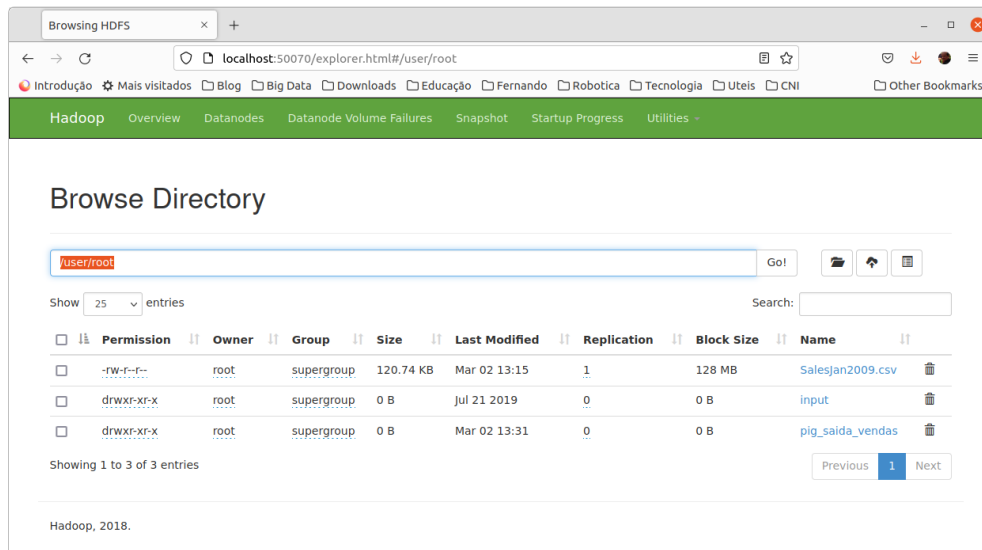 Browsing HDFS
localhost:50070/explorer.html#/user/root
Introdução Mais visitados Blog Big Data Downloads Educação Fernando Robotica Tecnologia Uteis CNI Other Bookmarks
Hadoop Overview Datanodes Datanode Volume Failures Snapshot Startup Progress Utilities
Browse Directory
/user/root Go!
Show 25 entries Search:
Permission Owner Group Size Last Modified Replication Block Size Name
-rw-r--r-- root supergroup 120.74 KB Mar 02 13:15 1 128 MB SalesJan2009.csv
drwxr-xr-x root supergroup 0 B Jul 21 2019 0 0 B input
drwxr-xr-x root supergroup 0 B Mar 02 13:31 0 0 B pig_saida_vendas
Showing 1 to 3 of 3 entries Previous 1 Next
Hadoop, 2018.